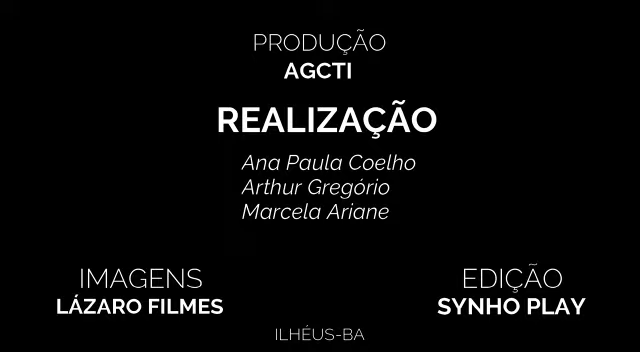 PRODUÇÃO
AGCTI
REALIZAÇÃO
Ana Paula Coelho
Arthur Gregório
Marcela Ariane
IMAGENS
LÁZARO FILMES
EDIÇÃO
SYNHO PLAY
ILHÉUS-BA